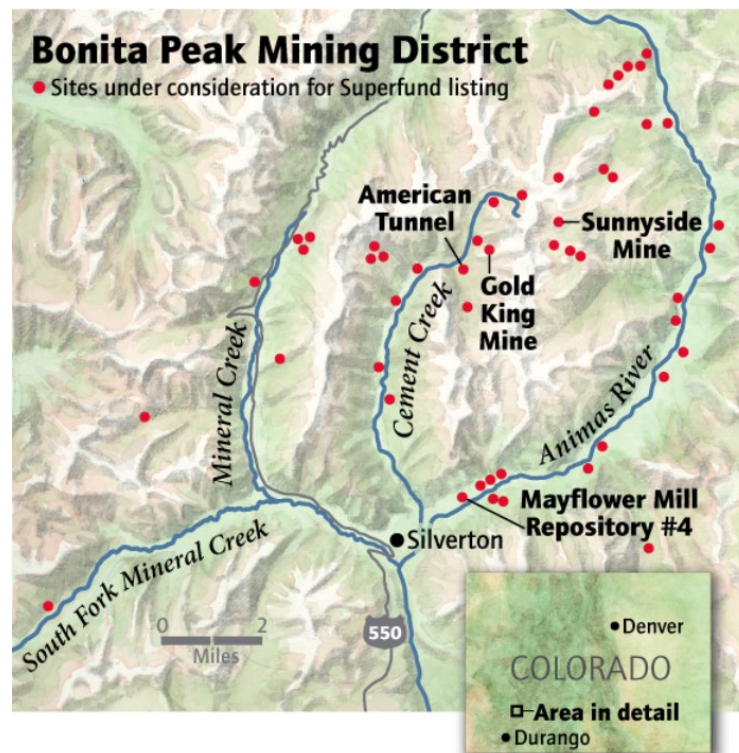 Bonita Peak Mining District
Sites under consideration for Superfund listing
American
Tunnel
Sunnyside
Mine
Gold
King
Mine
Mineral Creek
Cement Creek
Animas River
Mayflower Mill
Repository #4
Silverton
South Fork Mineral Creek
0 2
Miles
550
Denver
COLORADO
Area in detail
Durango